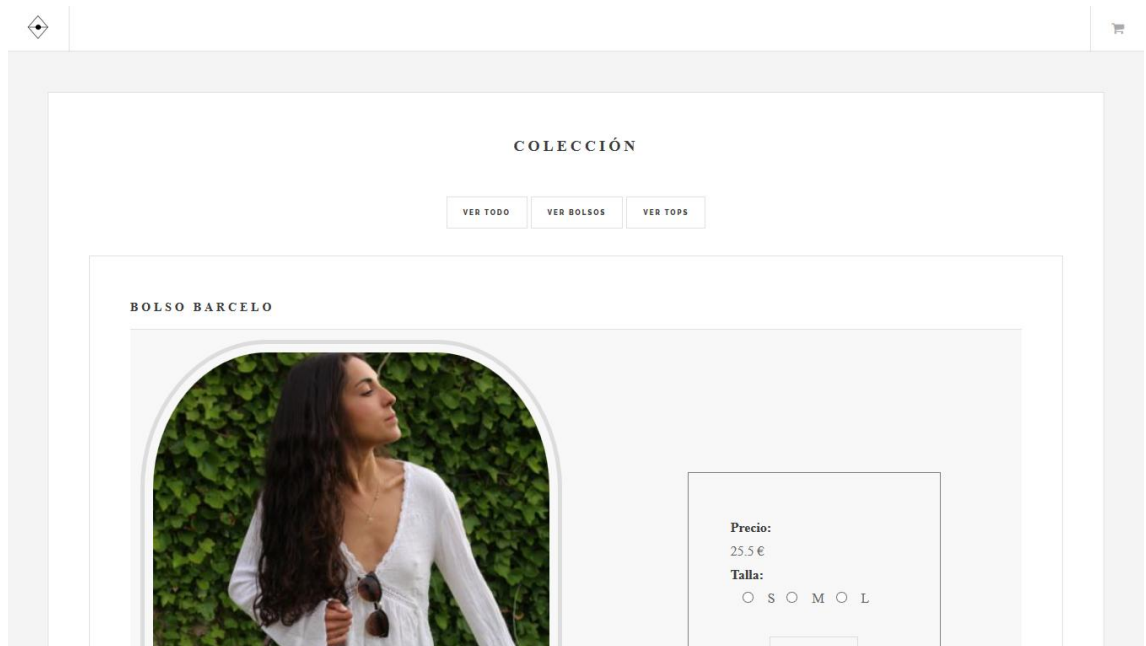 COLECCIÓN
VER TODO VER BOLSOS VER TOPS
BOLSO BARCELO
Precio:
25.5 €
Talla:
S M L